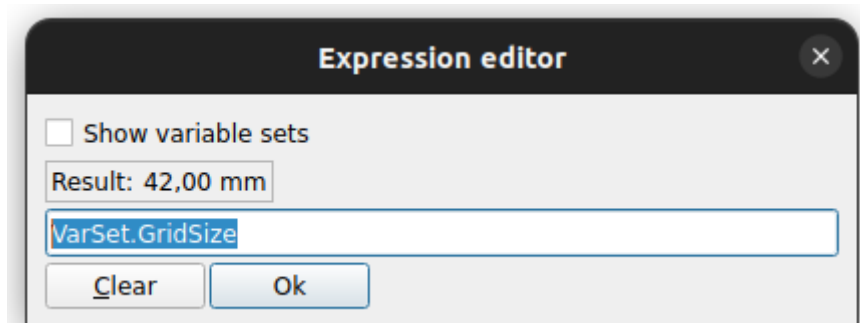 Expression editor
Show variable sets
Result: 42,00 mm
VarSet.GridSize
Clear Ok